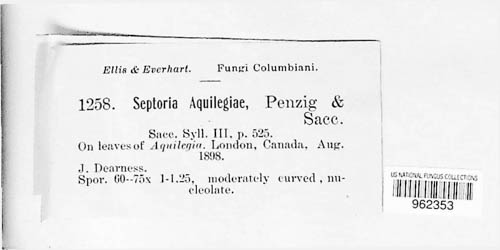 Ellis & Everhart. Fungi Columbiani.
1258. Septoria Aquilegiae, Penzig &
Sacc.
Sacc. Syll. III, p. 525.
On leaves of Aquilegia. London, Canada, Aug.
1898.
J. Dearness.
Spor. 60--75x 1-1.25, moderately curved, nu-
cleolate.
US NATIONAL FUNGUS COLLECTIONS
962353